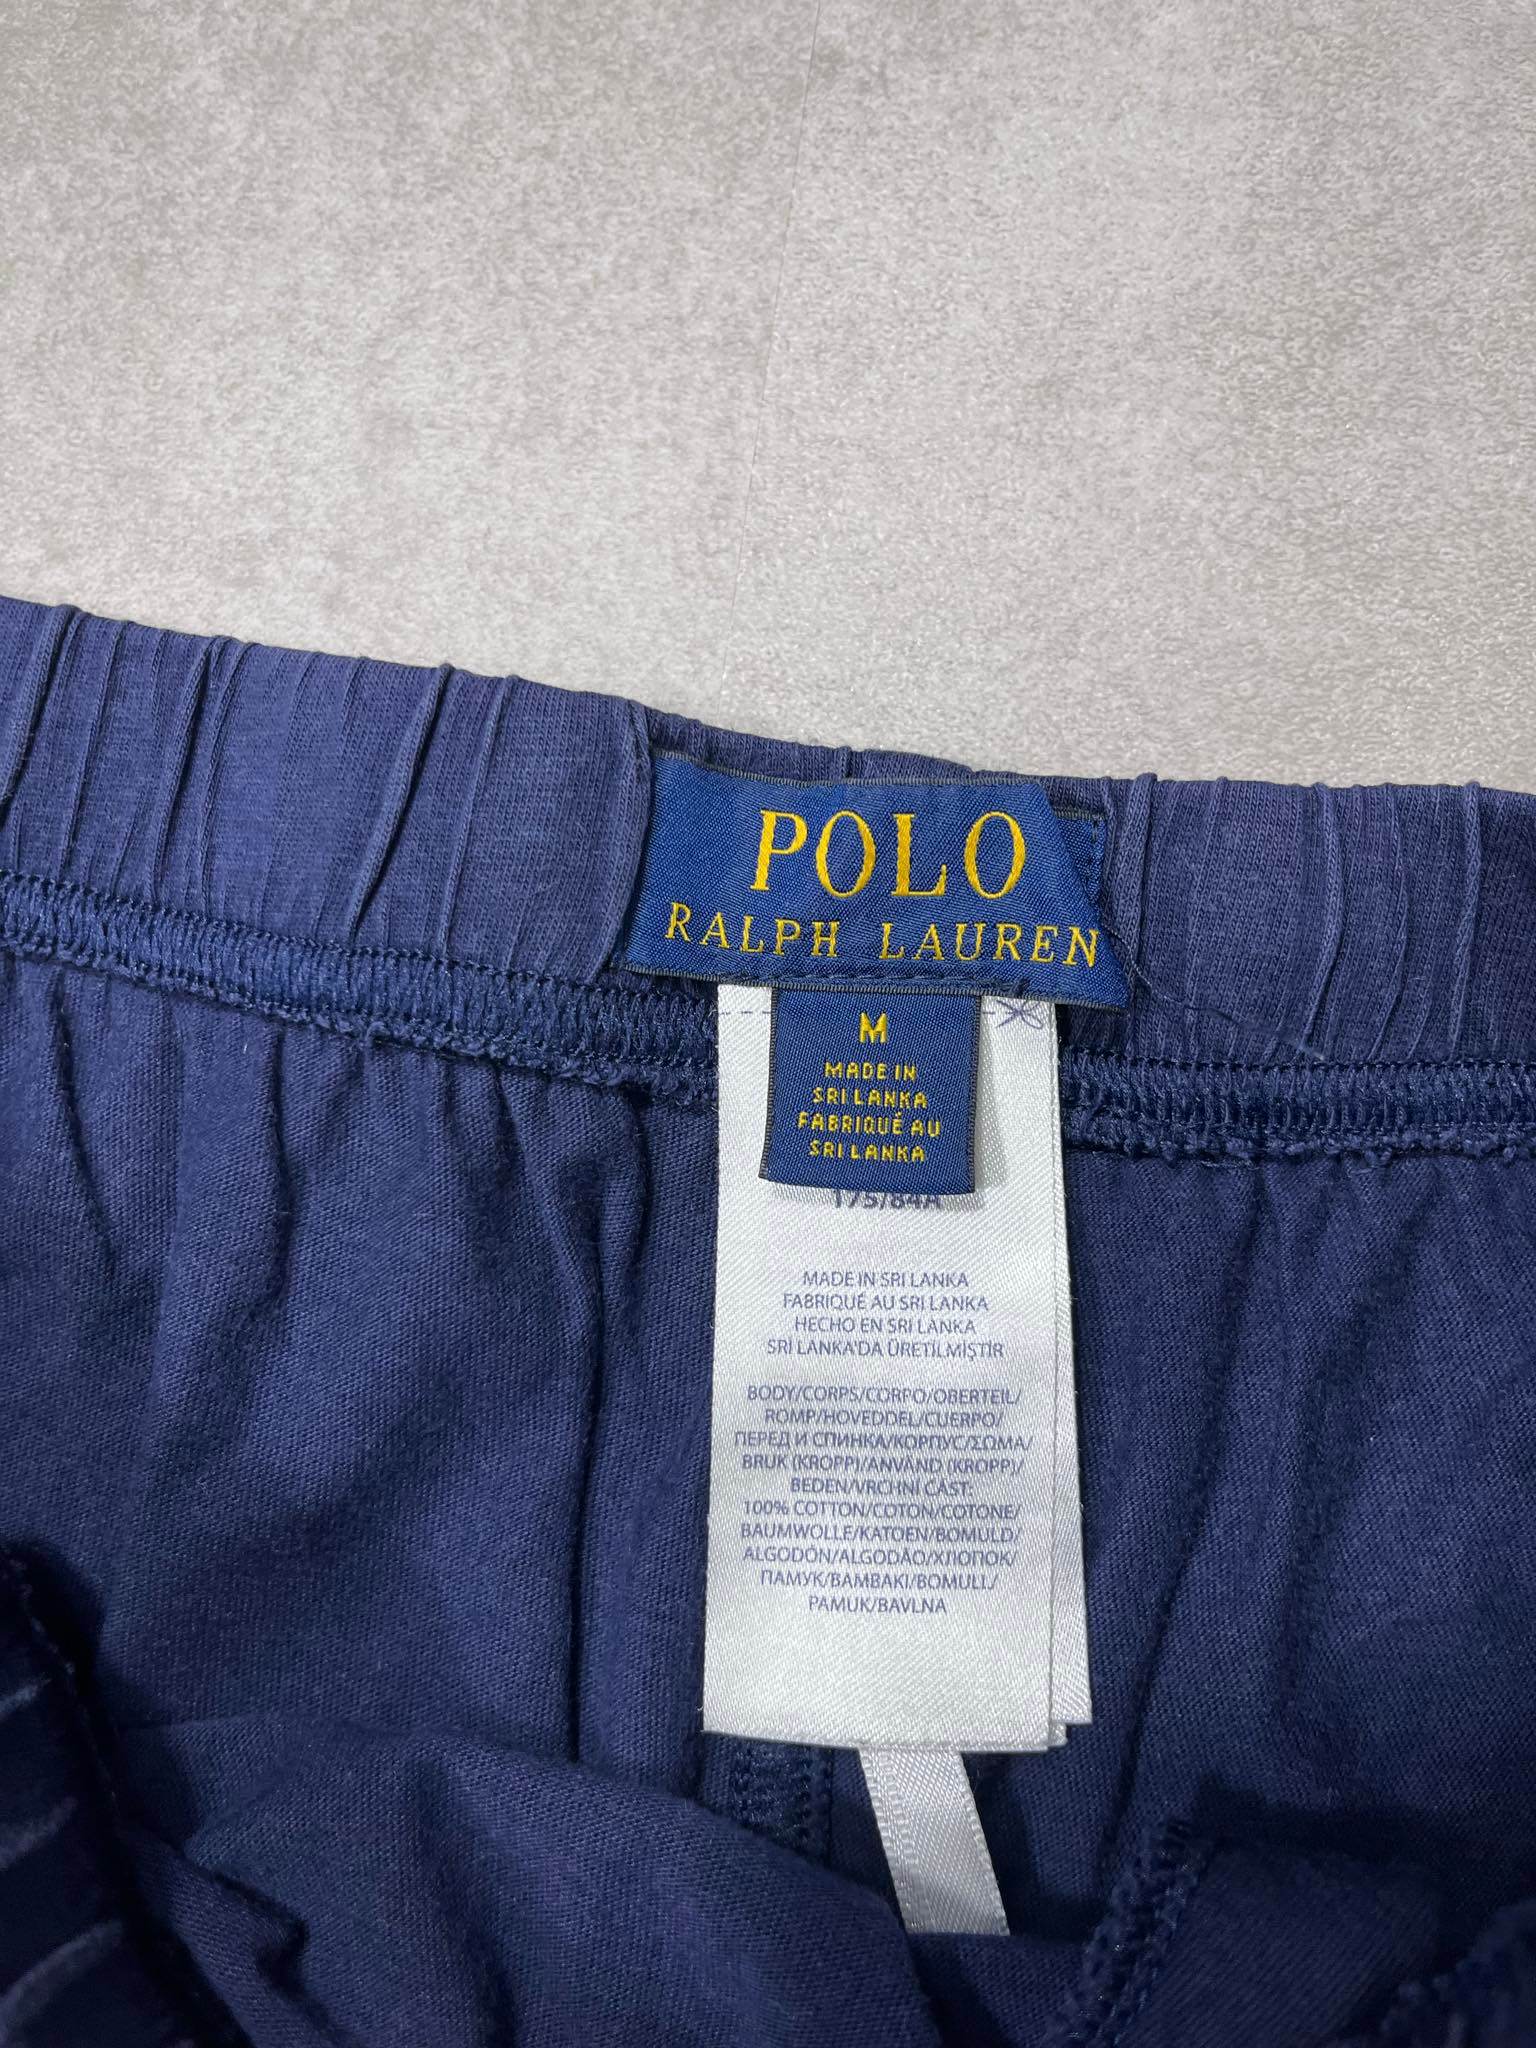 POLO
RALPH LAUREN
M
MADE IN
SRI LANKA
FABRIQUÉ AU
SRI LANKA
175/84A
MADE IN SRI LANKA
FABRIQUÉ AU SRI LANKA
HECHO EN SRI LANKA
SRİ LANKA'DA ÜRETİLMİŞTİR
BODY/CORPS/CORPO/OBERTEIL/
ROMP/HOVEDDEL/CUERPO/
ПЕРЕД И СПИНКА/КОРПУС/ΣΩΜΑ/
BRUK (KROPP)/ANVÄND (KROPP)/
BEDEN/VRCHNÍ ČÁST:
100% COTTON/COTON/COTONE/
BAUMWOLLE/KATOEN/BOMULD/
ALGODÓN/ALGODÃO/ХЛОПОК/
ПАМУК/ΒΑΜΒΑΚΙ/BOMULL/
PAMUK/BAVLNA